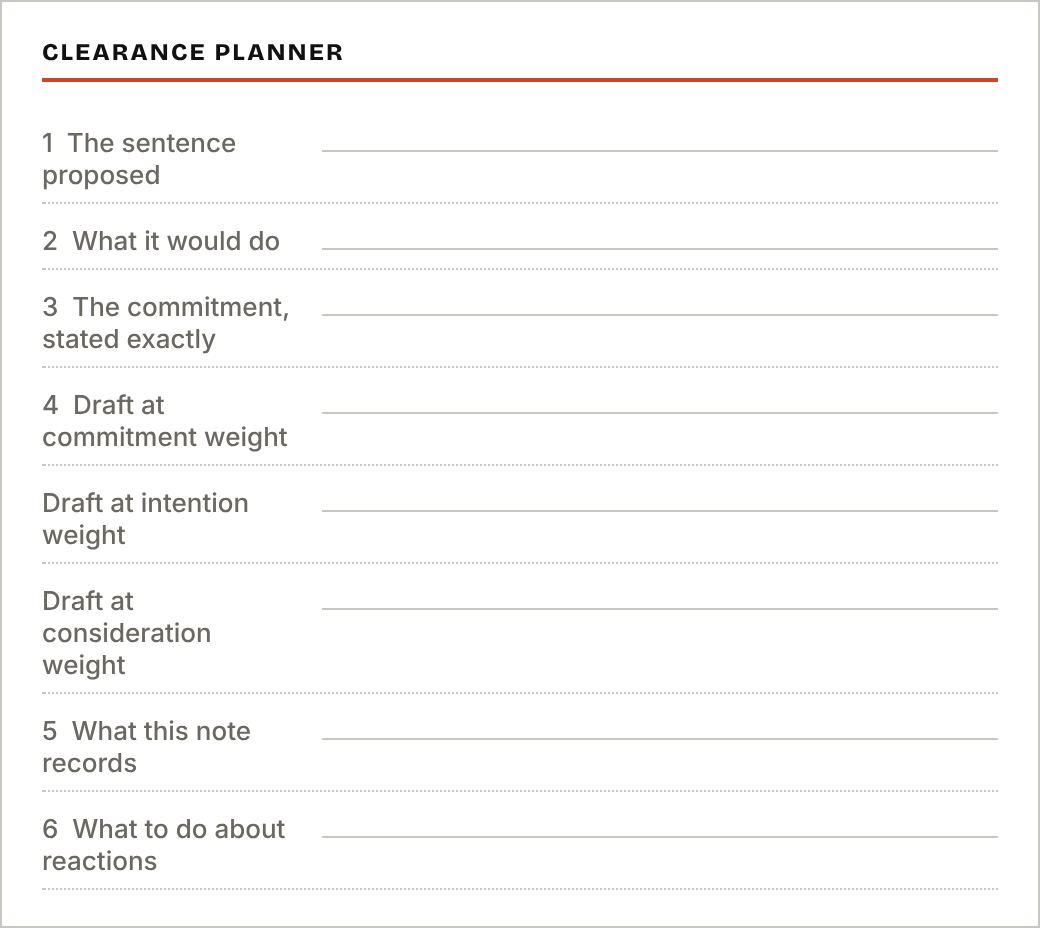 CLEARANCE PLANNER
1 The sentence
proposed
2 What it would do
3 The commitment,
stated exactly
4 Draft at
commitment weight
Draft at intention
weight
Draft at
consideration
weight
5 What this note
records
6 What to do about
reactions